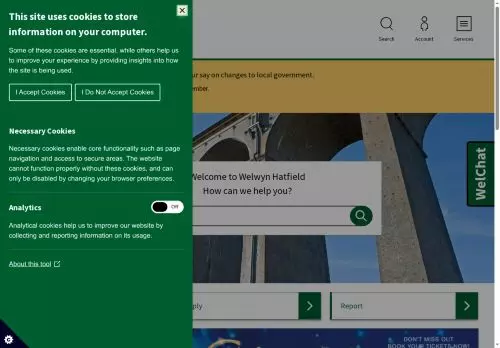 This site uses cookies to store
information on your computer.
Some of these cookies are essential, while others help us
to improve your experience by providing insights into how
the site is being used.
I Accept Cookies
I Do Not Accept Cookies
Necessary Cookies
Necessary cookies enable core functionality such as page
navigation and access to secure areas. The website
cannot function properly without these cookies, and can
only be disabled by changing your browser preferences.
Analytics
Off
Analytical cookies help us to improve our website by
collecting and reporting information on its usage.
About this tool
Search
Account
Services
ur say on changes to local government.
mber.
Welcome to Welwyn Hatfield
How can we help you?
WelChat
ply
Report
DON'T MISS OUT
BOOK YOUR TICKETS NOW!